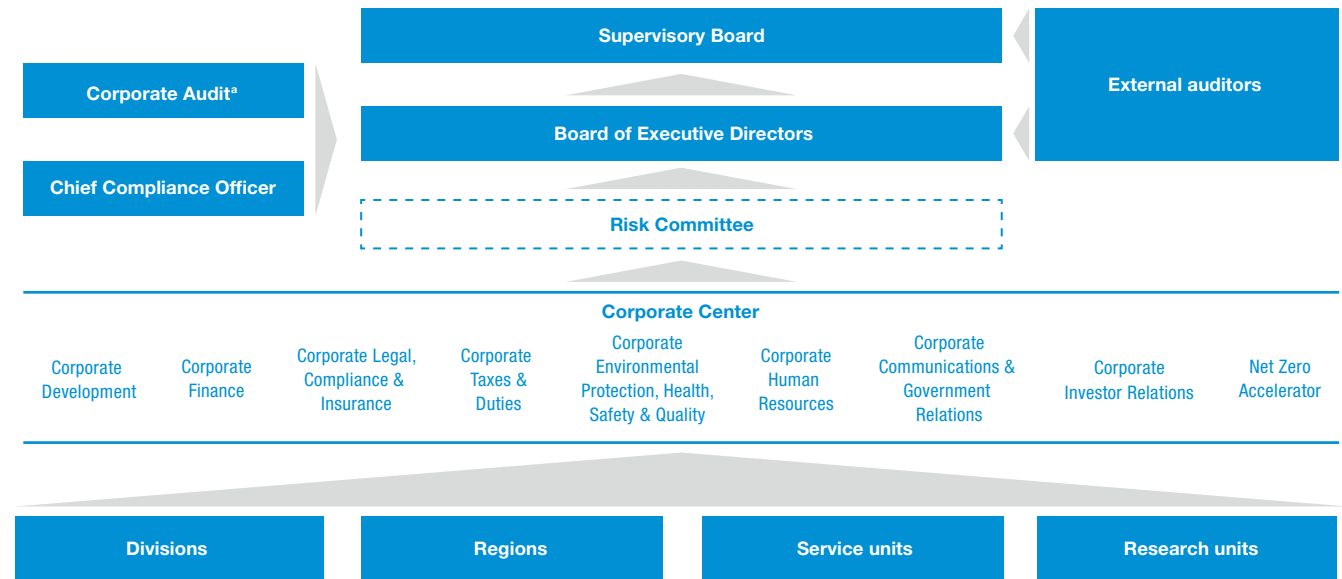 Supervisory Board
External auditors
Corporate Auditᵃ
Board of Executive Directors
Chief Compliance Officer
Risk Committee
Corporate Center
Corporate
Development
Corporate
Finance
Corporate Legal,
Compliance &
Insurance
Corporate
Taxes &
Duties
Corporate
Environmental
Protection, Health,
Safety & Quality
Corporate
Human
Resources
Corporate
Communications &
Government
Relations
Corporate
Investor Relations
Net Zero
Accelerator
Divisions
Regions
Service units
Research units